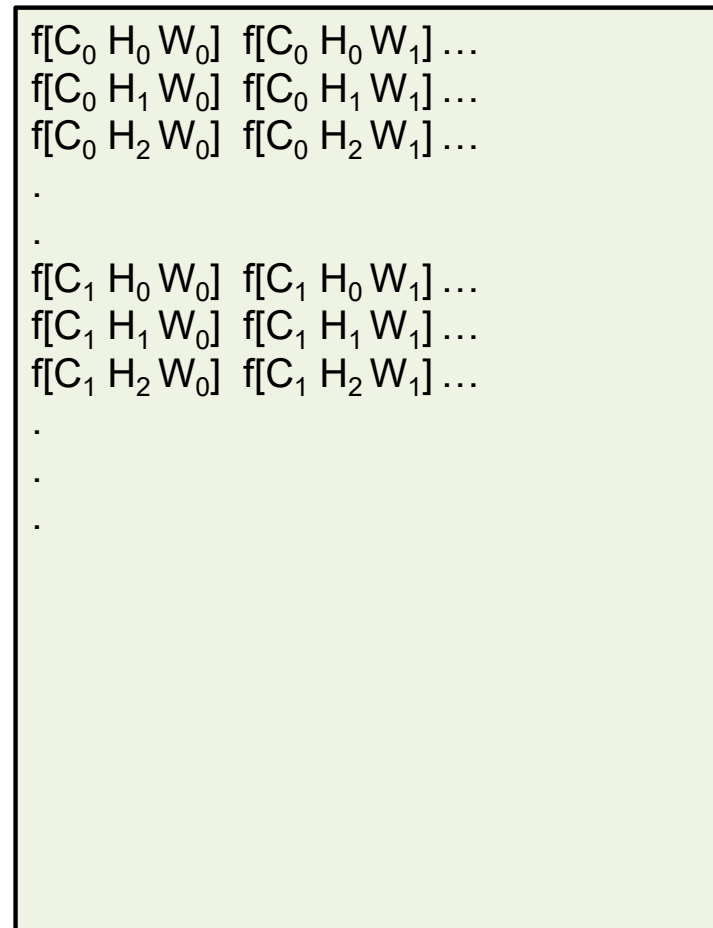 f[C₀ H₀ W₀] f[C₀ H₀ W₁] …
f[C₀ H₁ W₀] f[C₀ H₁ W₁] …
f[C₀ H₂ W₀] f[C₀ H₂ W₁] …
.
.
f[C₁ H₀ W₀] f[C₁ H₀ W₁] …
f[C₁ H₁ W₀] f[C₁ H₁ W₁] …
f[C₁ H₂ W₀] f[C₁ H₂ W₁] …
.
.
.